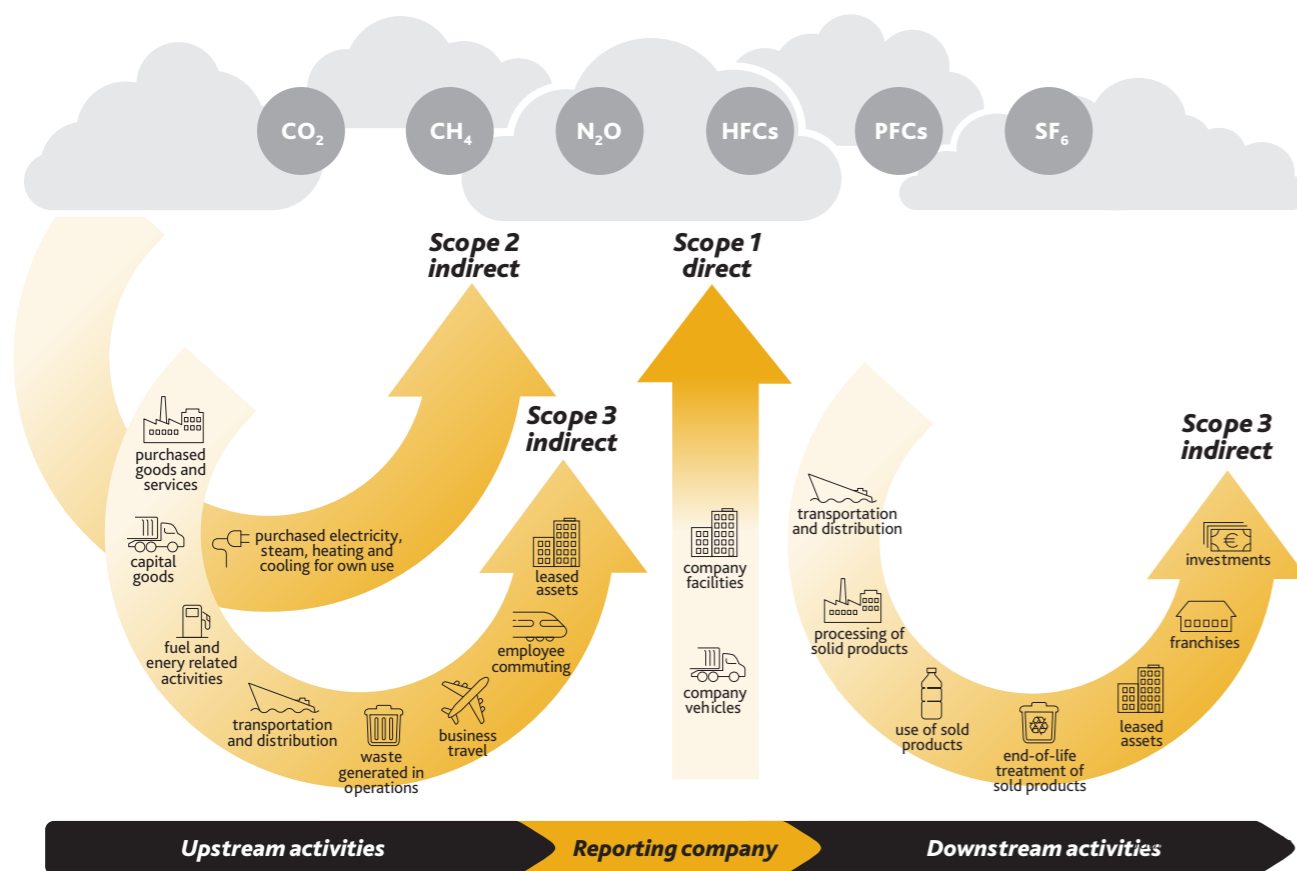 CO₂
CH₄
N₂O
HFCs
PFCs
SF₆
Scope 2
indirect
Scope 1
direct
Scope 3
indirect
Scope 3
indirect
purchased
goods and
services
capital
goods
fuel and
enery related
activities
transportation
and distribution
waste
generated in
operations
business
travel
employee
commuting
leased
assets
purchased electricity,
steam, heating and
cooling for own use
company
facilities
company
vehicles
transportation
and distribution
processing of
solid products
use of sold
products
end-of-life
treatment of
sold products
leased
assets
franchises
€
investments
Upstream activities
Reporting company
Downstream activities